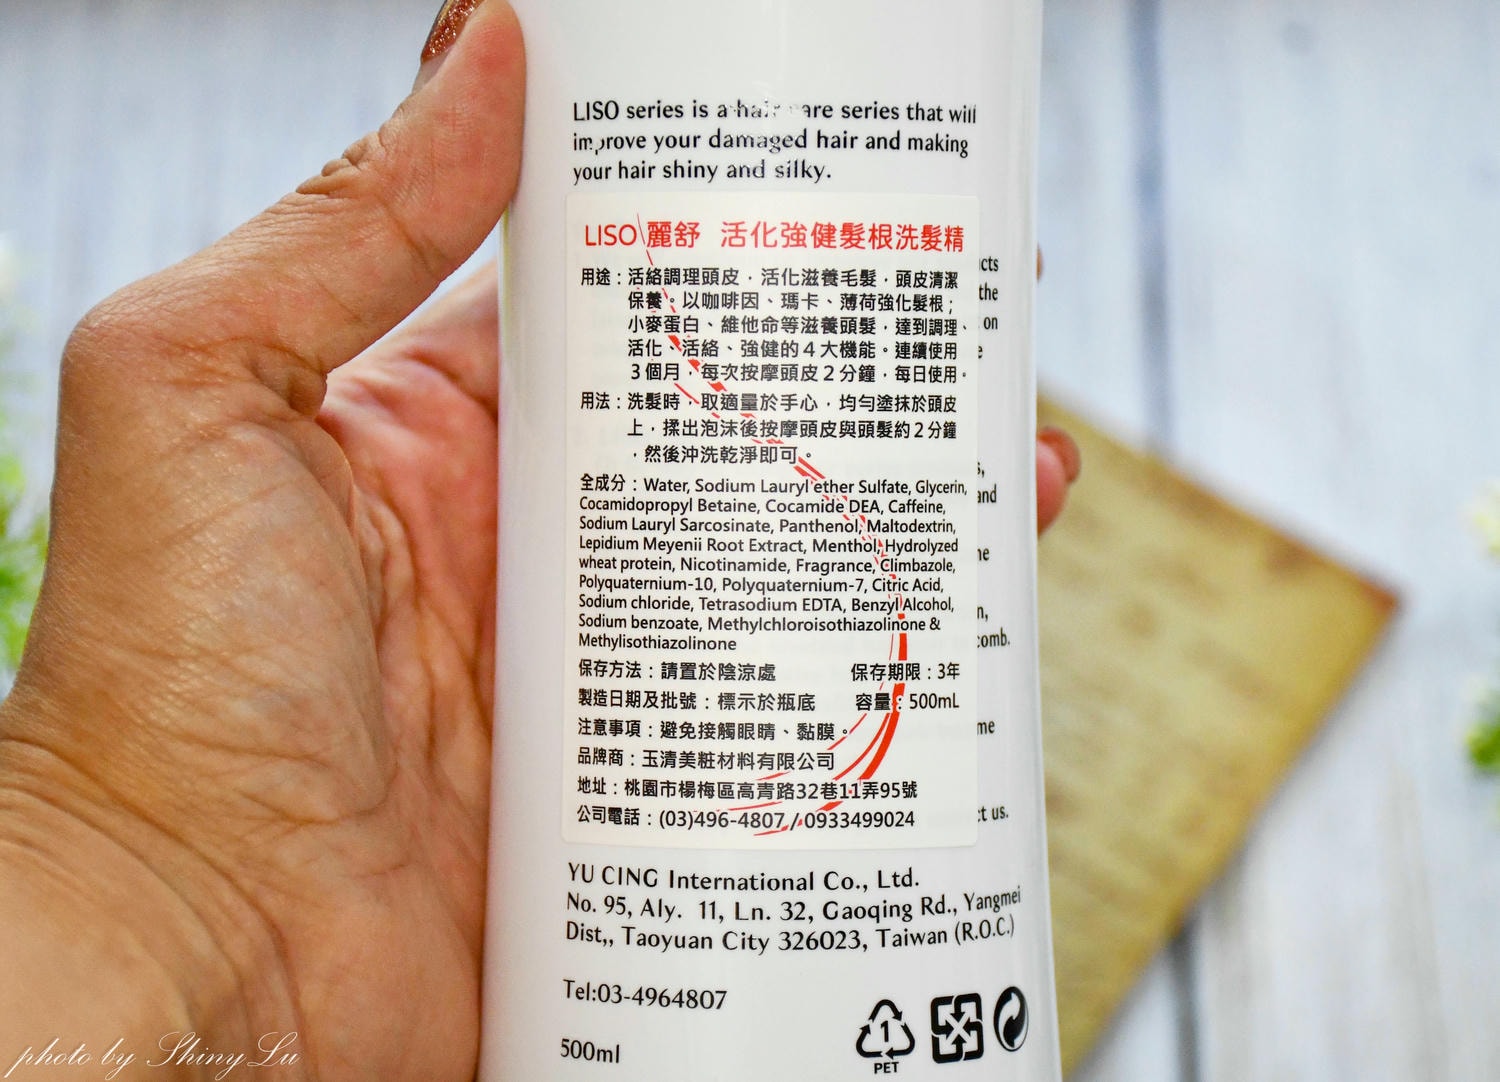 LISO series is a hair care series that will
improve your damaged hair and making
your hair shiny and silky.
LISO 麗舒 活化強健髮根洗髮精
用途：活絡調理頭皮，活化滋養毛髮，頭皮清潔
保養。以咖啡因、瑪卡、薄荷強化髮根；
小麥蛋白、維他命等滋養頭髮，達到調理、
活化、活絡、強健的4大機能。連續使用
3個月，每次按摩頭皮2分鐘，每日使用。
用法：洗髮時，取適量於手心，均勻塗抹於頭皮
上，揉出泡沫後按摩頭皮與頭髮約2分鐘
，然後沖洗乾淨即可。
全成分：Water, Sodium Lauryl ether Sulfate, Glycerin,
Cocamidopropyl Betaine, Cocamide DEA, Caffeine,
Sodium Lauryl Sarcosinate, Panthenol, Maltodextrin,
Lepidium Meyenii Root Extract, Menthol, Hydrolyzed
wheat protein, Nicotinamide, Fragrance, Climbazole,
Polyquaternium-10, Polyquaternium-7, Citric Acid,
Sodium chloride, Tetrasodium EDTA, Benzyl Alcohol,
Sodium benzoate, Methylchloroisothiazolinone &
Methylisothiazolinone
保存方法：請置於陰涼處 保存期限：3年
製造日期及批號：標示於瓶底 容量：500mL
注意事項：避免接觸眼睛、黏膜。
品牌商：玉清美粧材料有限公司
地址：桃園市楊梅區高青路32巷11弄95號
公司電話：(03)496-4807 / 0933499024
cts
the
on
and
comb.
me
ct us.
YU CING International Co., Ltd.
No. 95, Aly. 11, Ln. 32, Gaoqing Rd., Yangmei
Dist,, Taoyuan City 326023, Taiwan (R.O.C.)
Tel:03-4964807
500ml
1
PET
photo by Shiny Lu